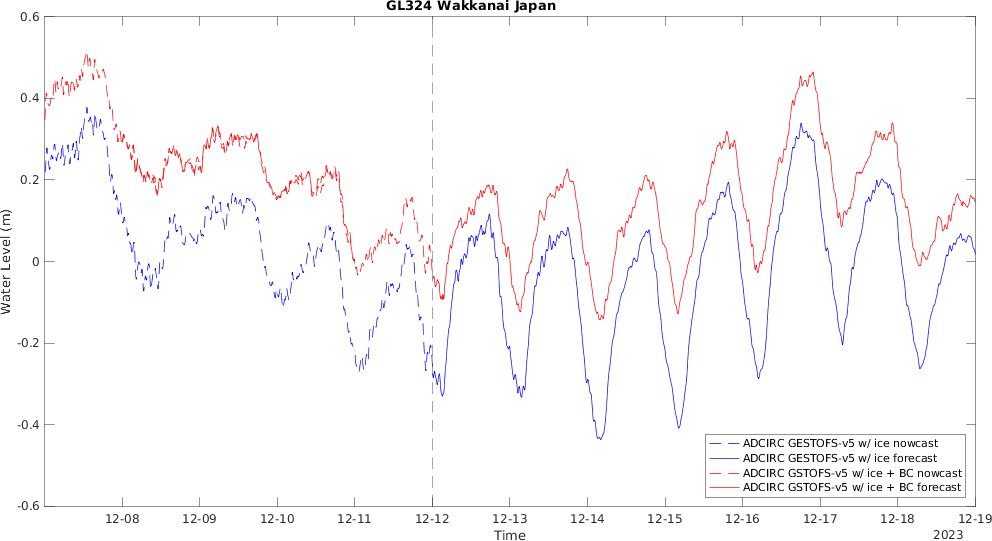 GL324 Wakkanai Japan
0.6
0.4
0.2
0
-0.2
-0.4
-0.6
Water Level (m)
ADCIRC GESTOFS-v5 w/ ice nowcast
ADCIRC GESTOFS-v5 w/ ice forecast
ADCIRC GSTOFS-v5 w/ ice + BC nowcast
ADCIRC GSTOFS-v5 w/ ice + BC forecast
12-08 12-09 12-10 12-11 12-12 12-13 12-14 12-15 12-16 12-17 12-18 12-19
Time
2023